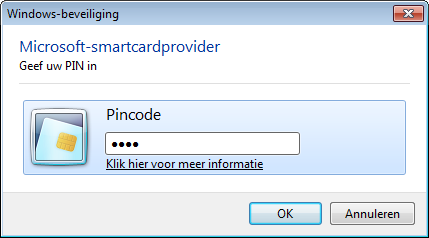 Windows-beveiliging
Microsoft-smartcardprovider
Geef uw PIN in
Pincode
••••
Klik hier voor meer informatie
OK Annuleren